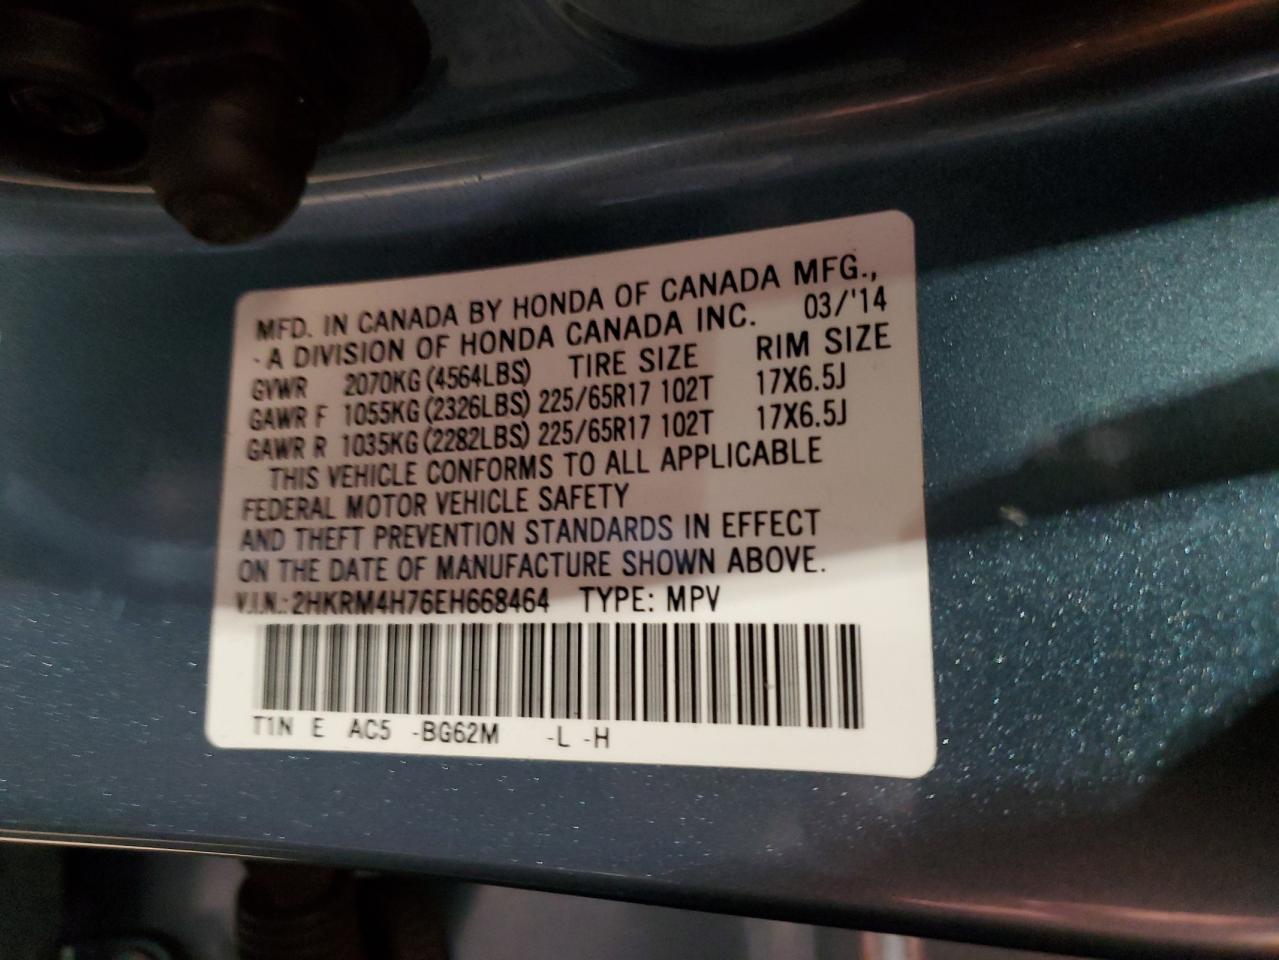 MFD. IN CANADA BY HONDA OF CANADA MFG.,
- A DIVISION OF HONDA CANADA INC. 03/'14
GVWR 2070KG (4564LBS) TIRE SIZE RIM SIZE
GAWR F 1055KG (2326LBS) 225/65R17 102T 17X6.5J
GAWR R 1035KG (2282LBS) 225/65R17 102T 17X6.5J
THIS VEHICLE CONFORMS TO ALL APPLICABLE
FEDERAL MOTOR VEHICLE SAFETY
AND THEFT PREVENTION STANDARDS IN EFFECT
ON THE DATE OF MANUFACTURE SHOWN ABOVE.
V.I.N.: 2HKRM4H76EH668464 TYPE: MPV
T1N E AC5 -BG62M -L -H